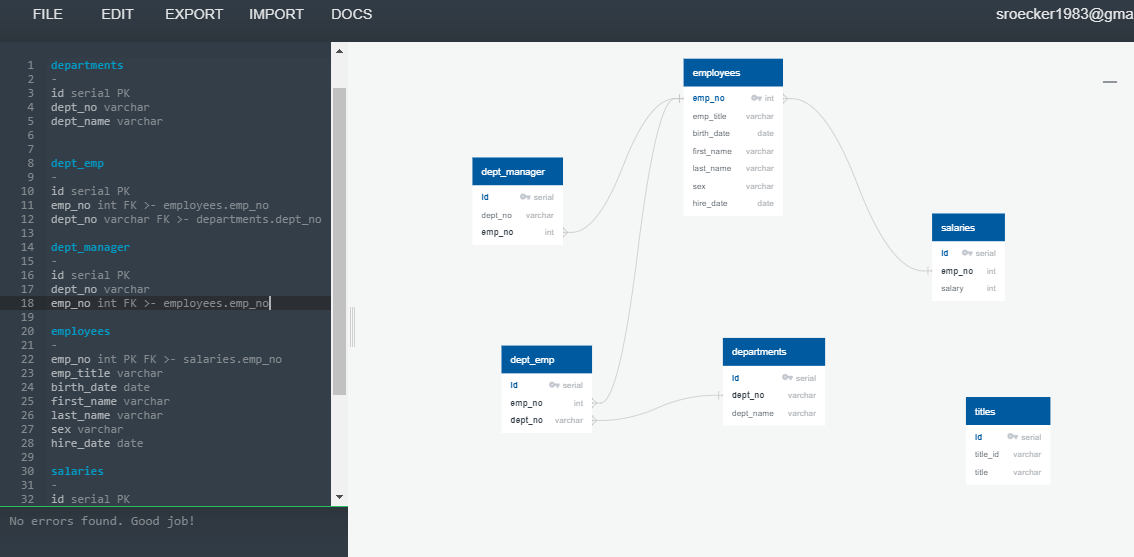 FILE EDIT EXPORT IMPORT DOCS sroecker1983@gma
1 departments
2 -
3 id serial PK
4 dept_no varchar
5 dept_name varchar
6
7
8 dept_emp
9 -
10 id serial PK
11 emp_no int FK >- employees.emp_no
12 dept_no varchar FK >- departments.dept_no
13
14 dept_manager
15 -
16 id serial PK
17 dept_no varchar
18 emp_no int FK >- employees.emp_no
19
20 employees
21 -
22 emp_no int PK FK >- salaries.emp_no
23 emp_title varchar
24 birth_date date
25 first_name varchar
26 last_name varchar
27 sex varchar
28 hire_date date
29
30 salaries
31 -
32 id serial PK
No errors found. Good job!
employees
emp_no int
emp_title varchar
birth_date date
first_name varchar
last_name varchar
sex varchar
hire_date date
dept_manager
id serial
dept_no varchar
emp_no int
salaries
id serial
emp_no int
salary int
dept_emp
id serial
emp_no int
dept_no varchar
departments
id serial
dept_no varchar
dept_name varchar
titles
id serial
title_id varchar
title varchar